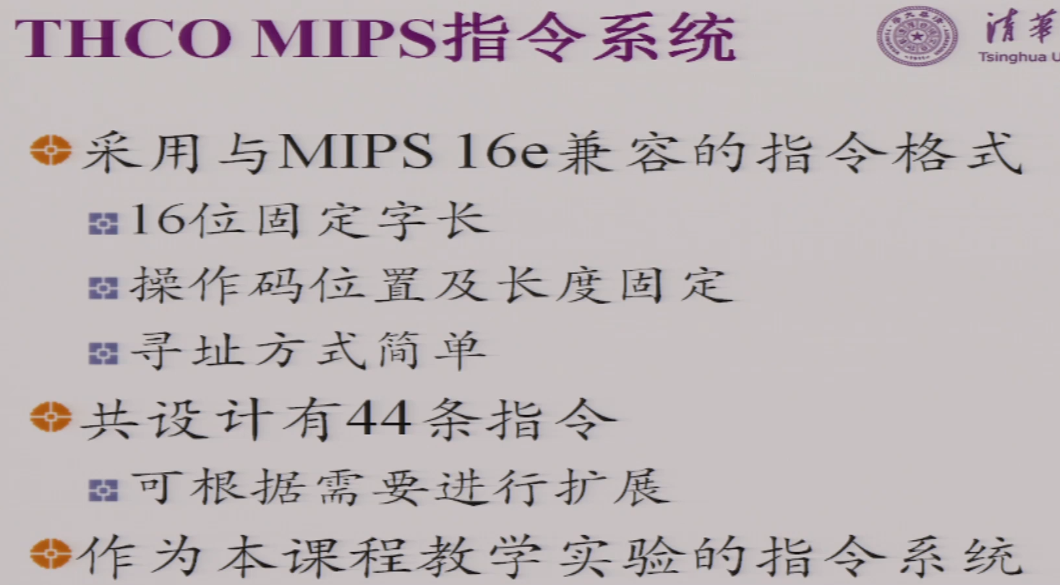 THCO MIPS指令系统
清华
Tsinghua U
采用与MIPS 16e兼容的指令格式
16位固定字长
操作码位置及长度固定
寻址方式简单
共设计有44条指令
可根据需要进行扩展
作为本课程教学实验的指令系统